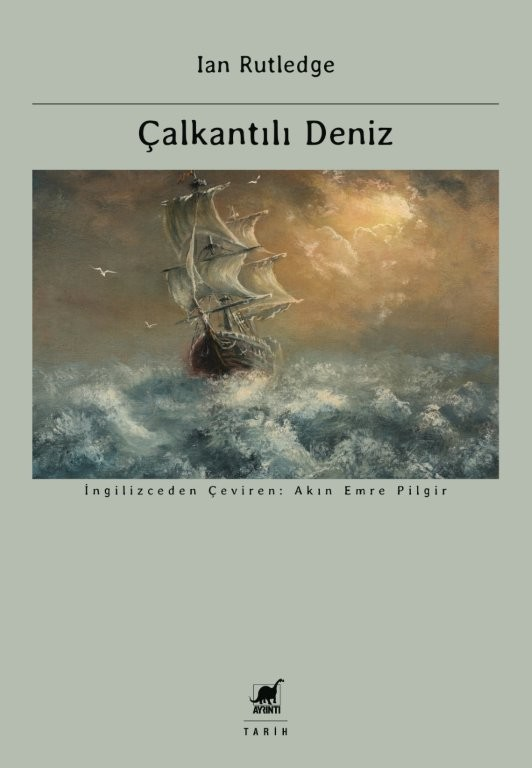 Ian Rutledge
Çalkantılı Deniz
İngilizceden Çeviren: Akın Emre Pilgir
AYRINTI
TARİH